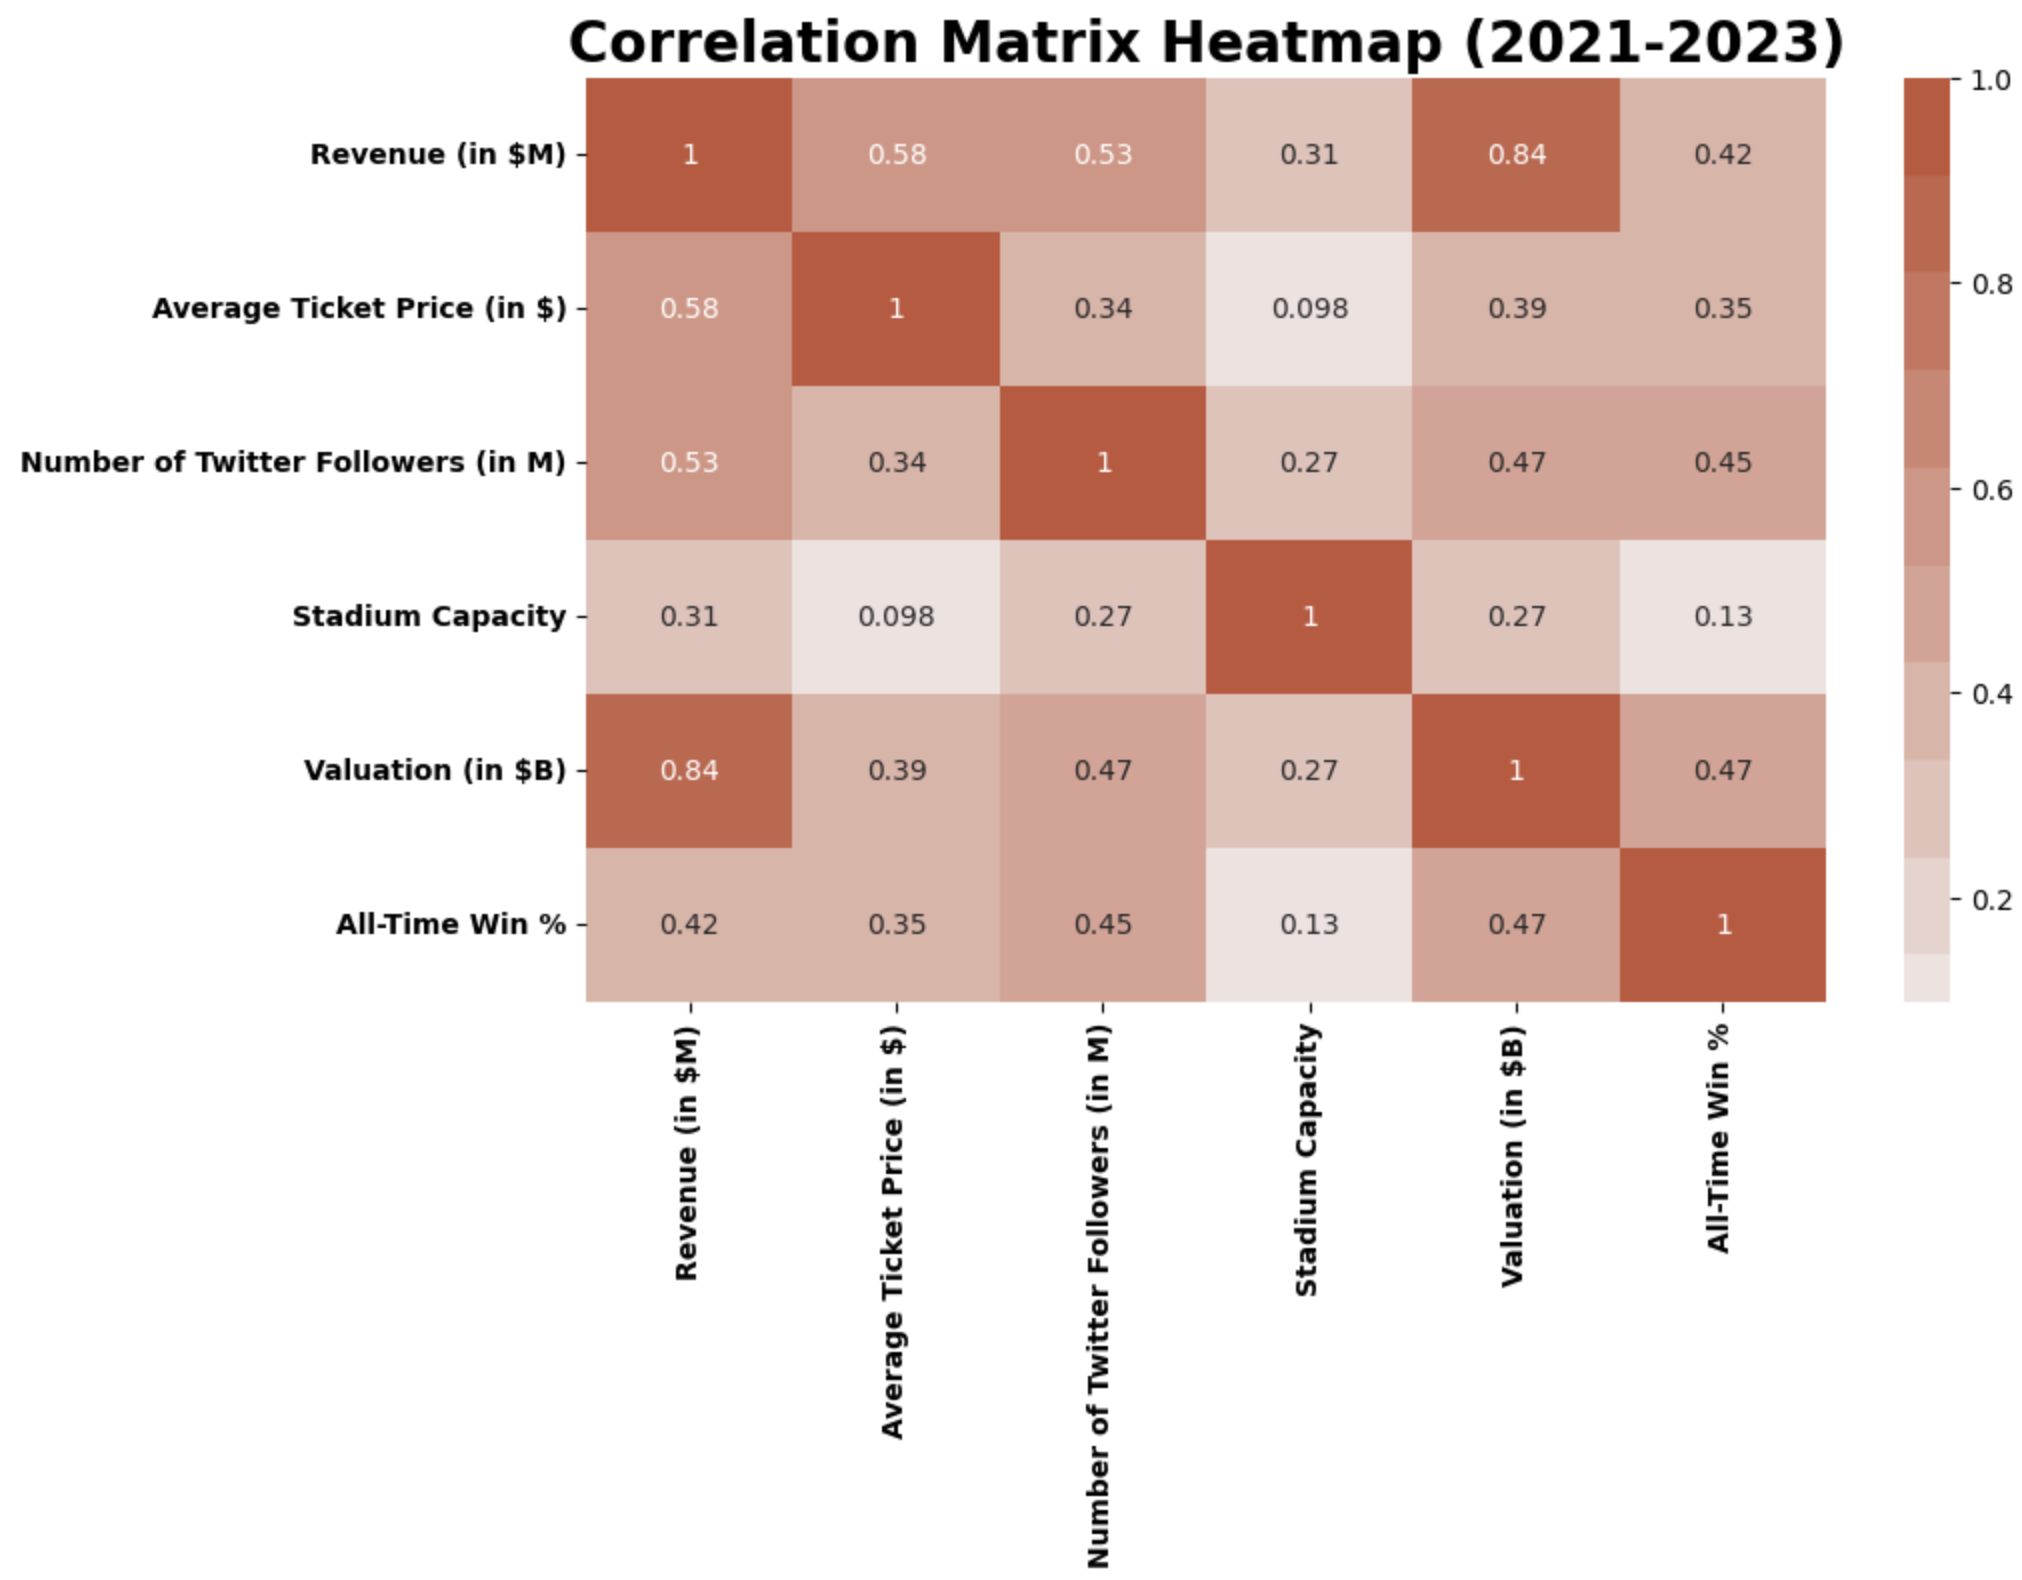 Correlation Matrix Heatmap (2021-2023)
Revenue (in $M) 1 0.58 0.53 0.31 0.84 0.42
Average Ticket Price (in $) 0.58 1 0.34 0.098 0.39 0.35
Number of Twitter Followers (in M) 0.53 0.34 1 0.27 0.47 0.45
Stadium Capacity 0.31 0.098 0.27 1 0.27 0.13
Valuation (in $B) 0.84 0.39 0.47 0.27 1 0.47
All-Time Win % 0.42 0.35 0.45 0.13 0.47 1
Revenue (in $M)
Average Ticket Price (in $)
Number of Twitter Followers (in M)
Stadium Capacity
Valuation (in $B)
All-Time Win %
1.0
0.8
0.6
0.4
0.2